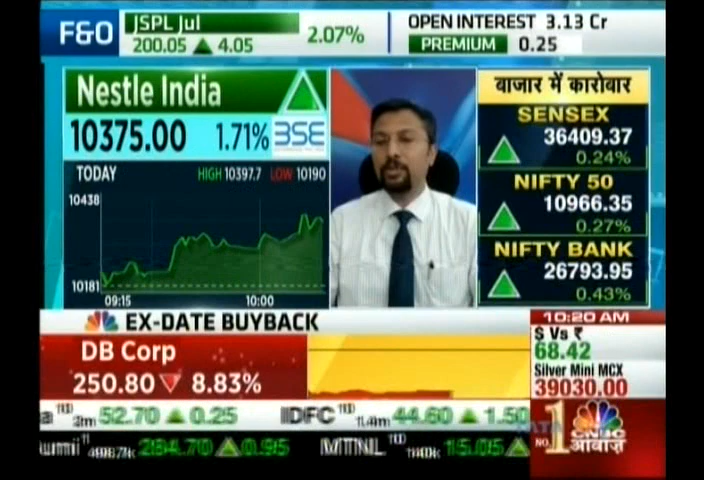 F&O
JSPL Jul
200.05 4.05
2.07%
OPEN INTEREST 3.13 Cr
PREMIUM 0.25
Nestle India
10375.00 1.71% BSE
TODAY HIGH 10397.7 LOW 10190
10438
10181
09:15 10:00
बाजार में कारोबार
SENSEX
36409.37
0.24%
NIFTY 50
10966.35
0.27%
NIFTY BANK
26793.95
0.43%
EX-DATE BUYBACK
DB Corp
250.80 8.83%
10:20 AM
$ Vs ₹
68.42
Silver Mini MCX
39030.00
52.70 0.25 IDFC 44.60 1.50
264.70 0.95 MTNL 15.05
NO. 1
CNBC
आवाज़